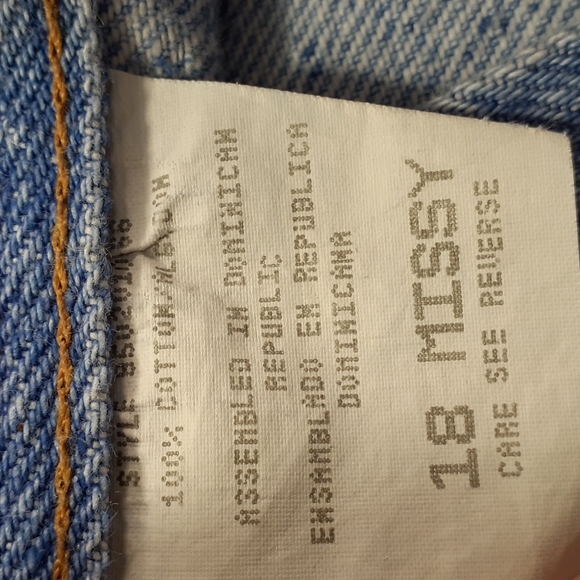 STYLE
100% COTTON/ALGODON
ASSEMBLED IN DOMINICAN
REPUBLIC
ENSAMBLADO EN REPUBLICA
DOMINICANA
18 MISSY
CARE SEE REVERSE